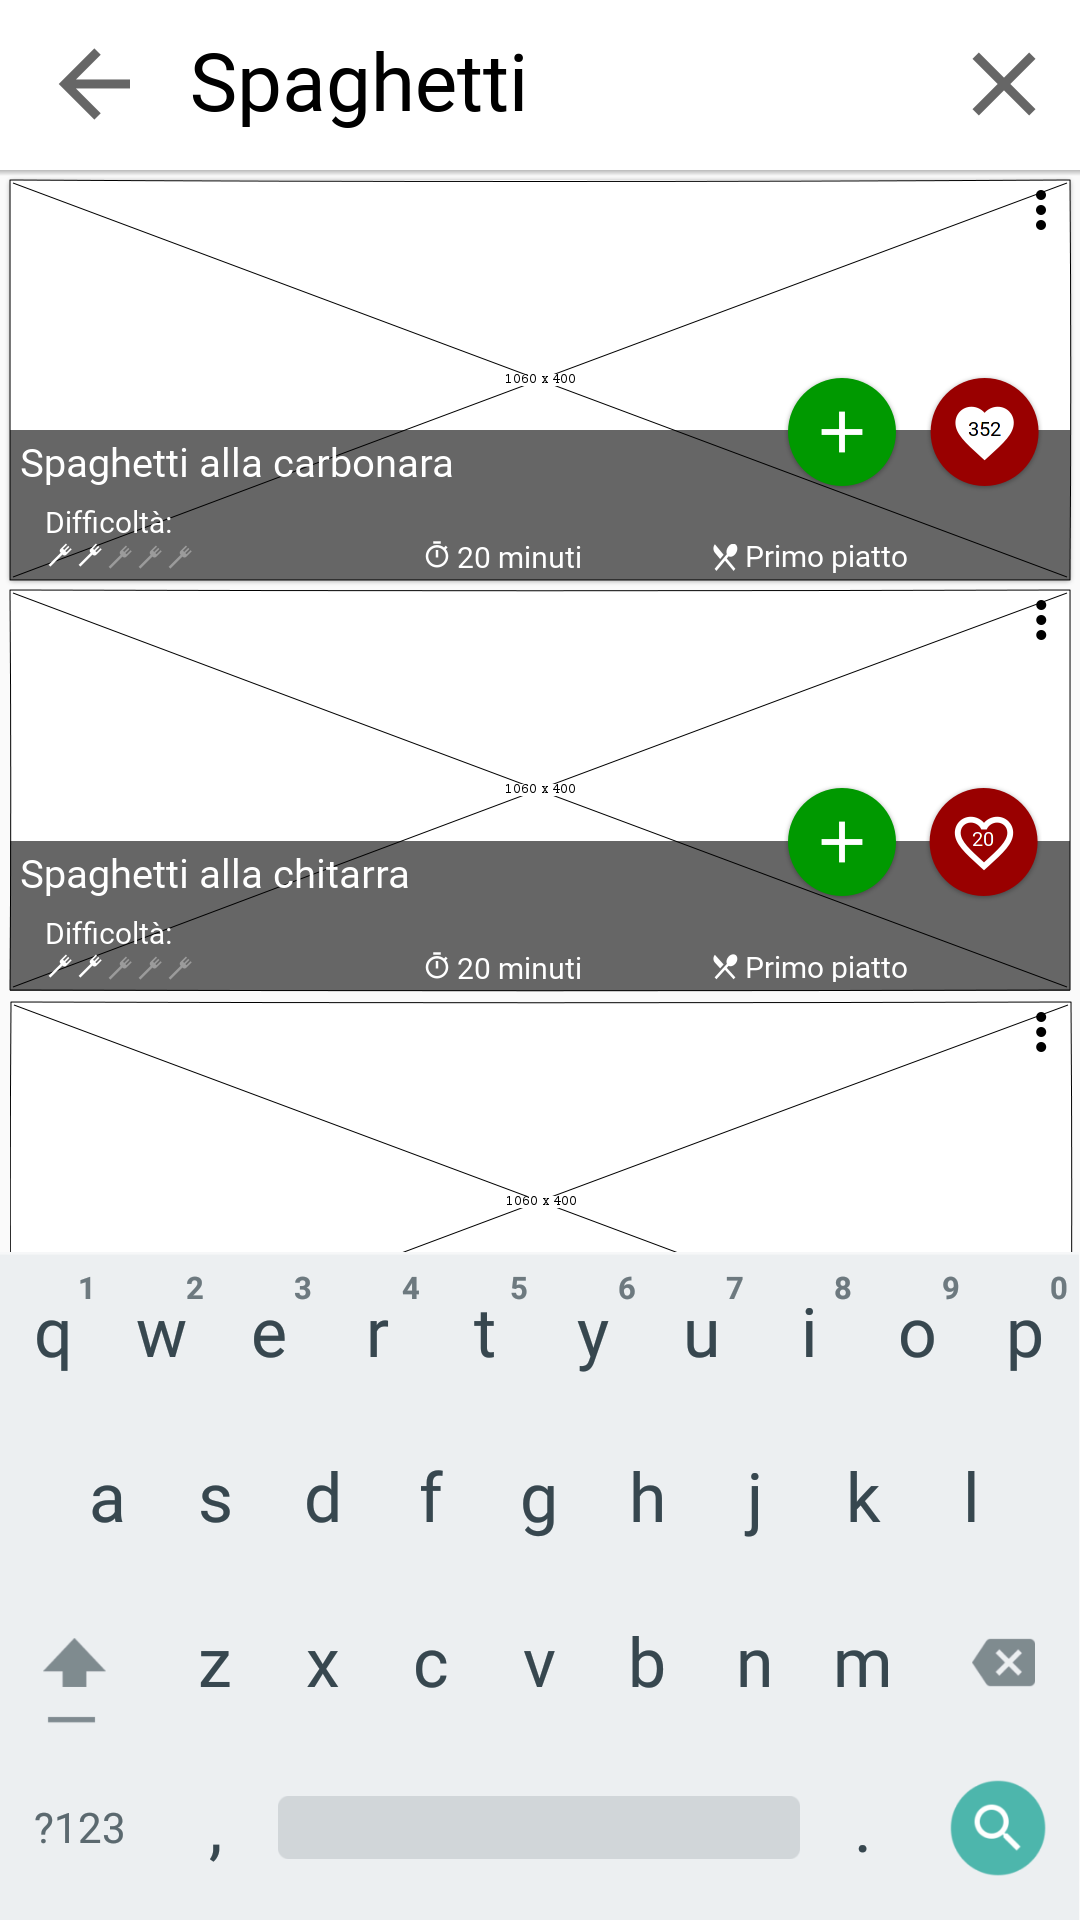 Spaghetti
1060 x 400
352
Spaghetti alla carbonara
Difficoltà:
20 minuti
Primo piatto
1060 x 400
20
Spaghetti alla chitarra
Difficoltà:
20 minuti
Primo piatto
1060 x 400
1 2 3 4 5 6 7 8 9 0
q w e r t y u i o p
a s d f g h j k l
z x c v b n m
?123 , .